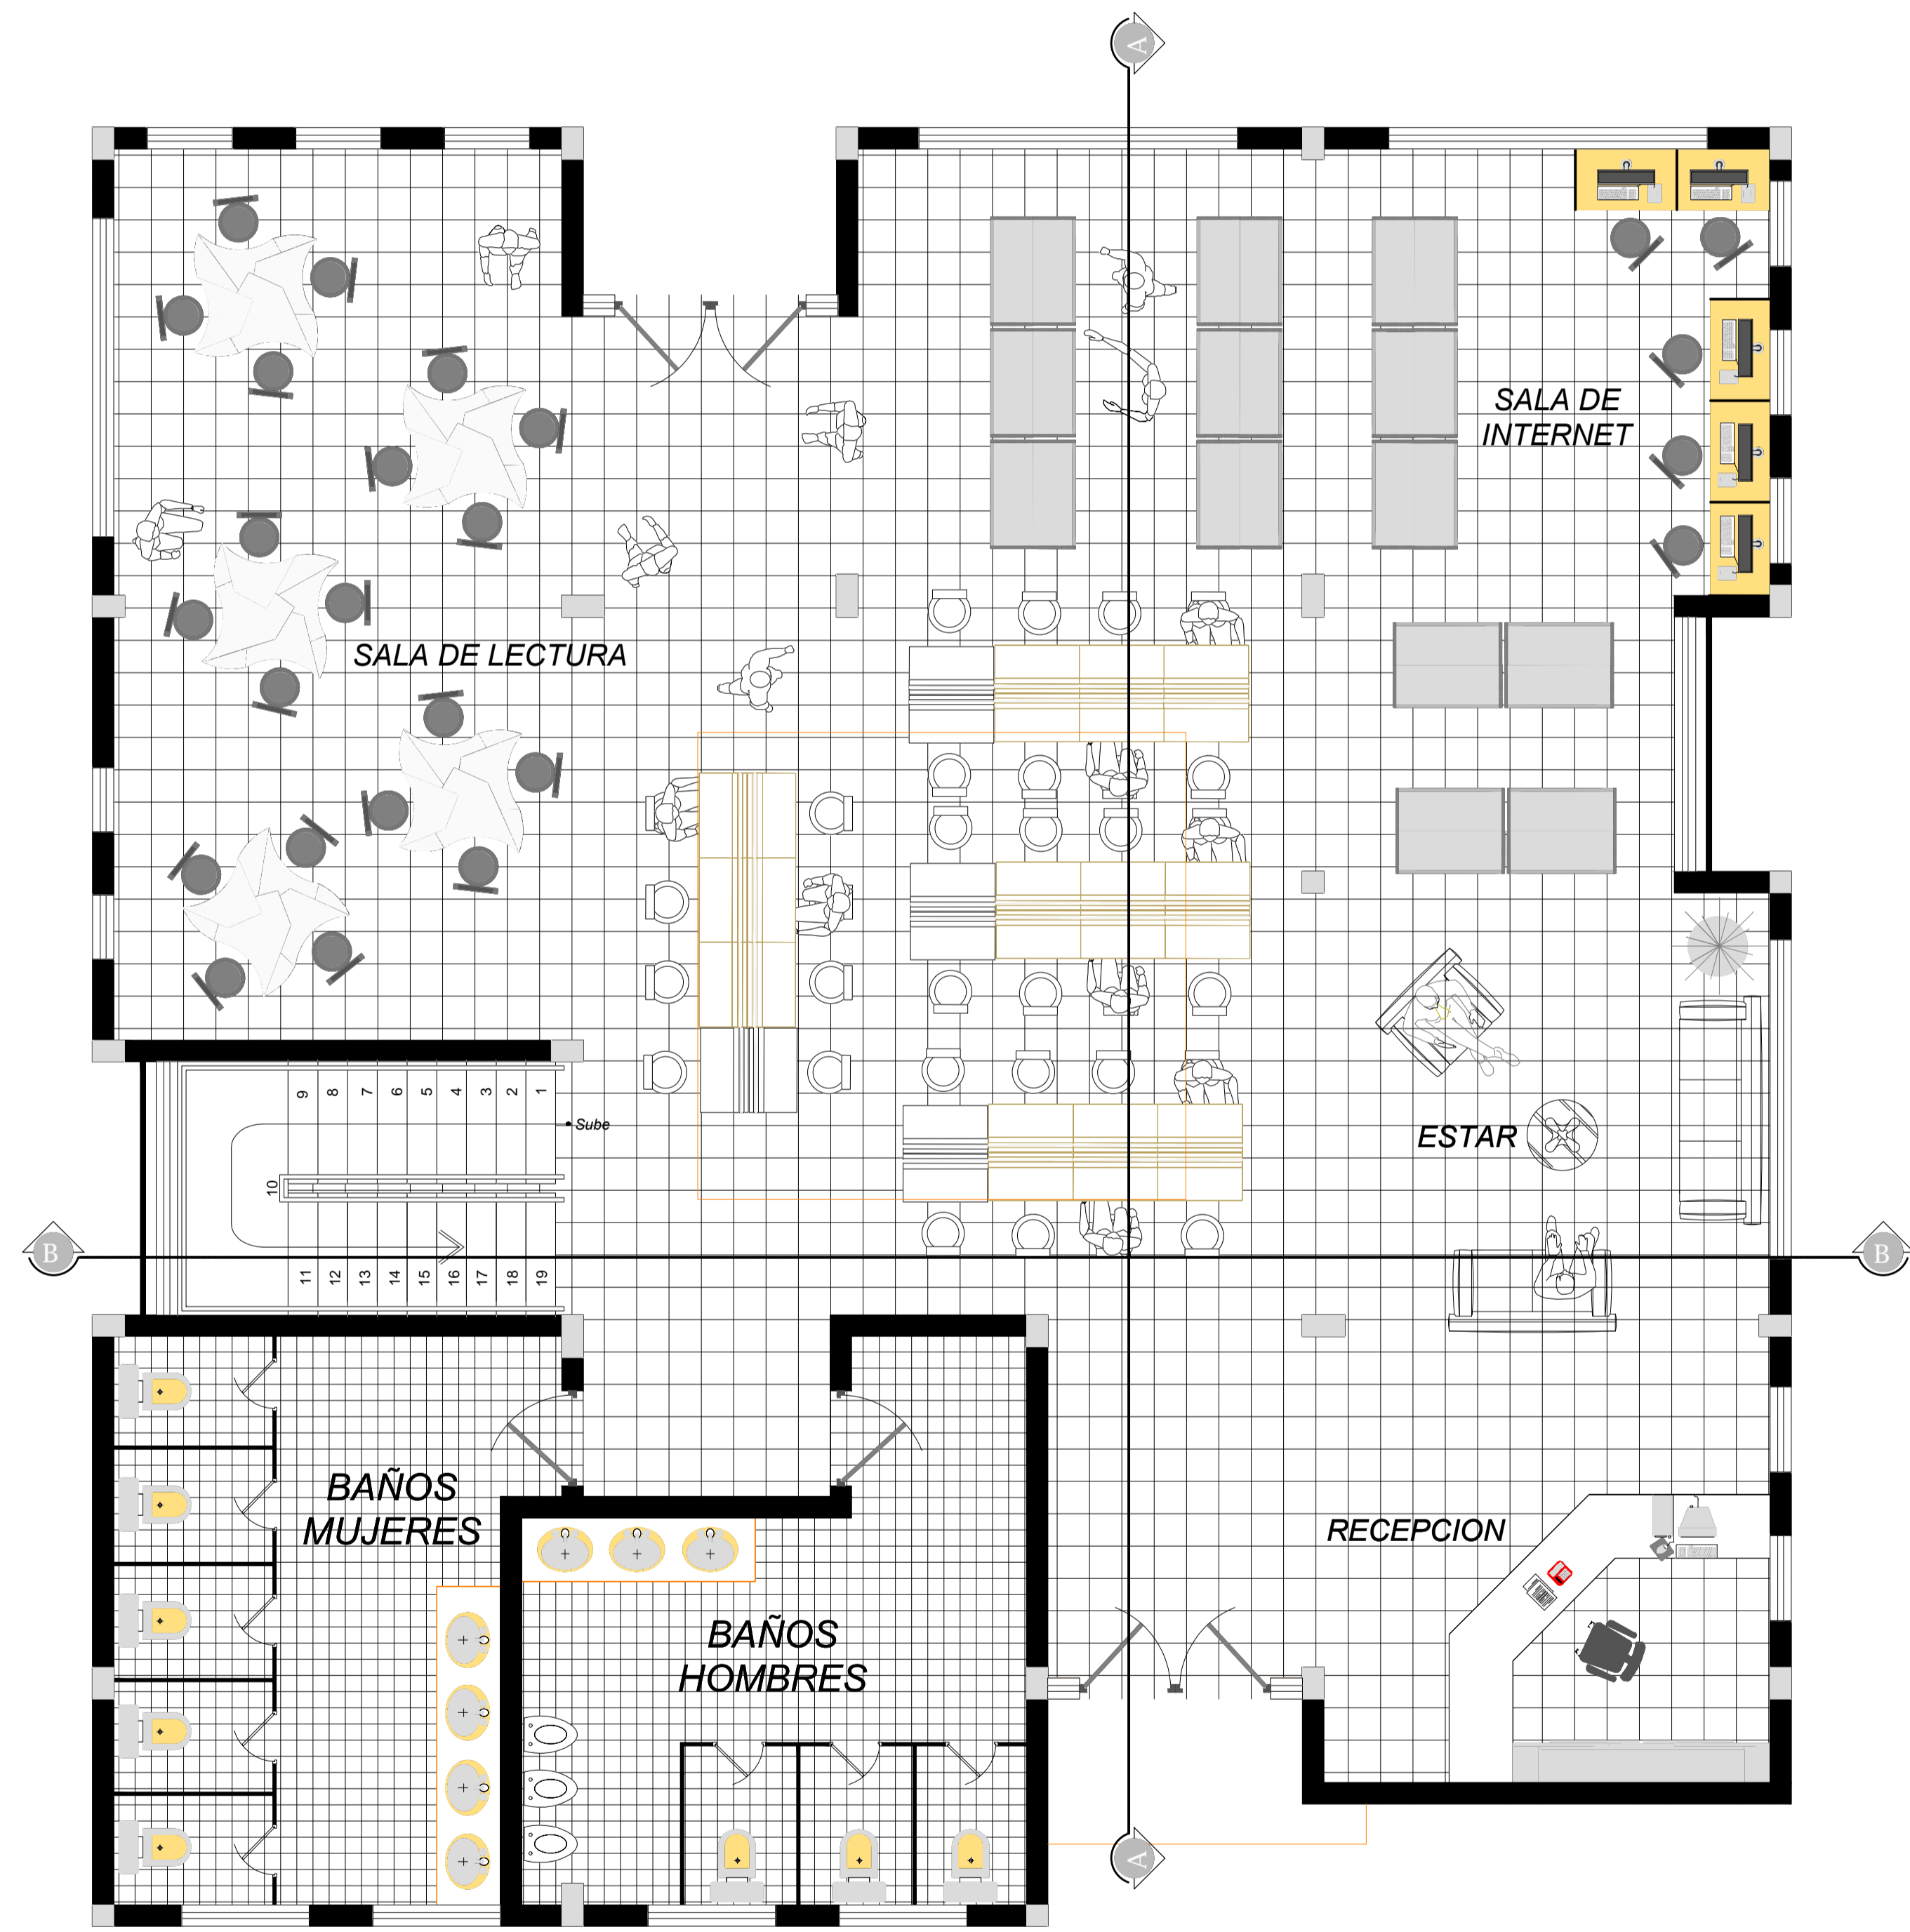 A
SALA DE
INTERNET
SALA DE LECTURA
9 8 7 6 5 4 3 2 1
Sube
ESTAR
10
B
B
11 12 13 14 15 16 17 18 19
BAÑOS
MUJERES
RECEPCION
BAÑOS
HOMBRES
A